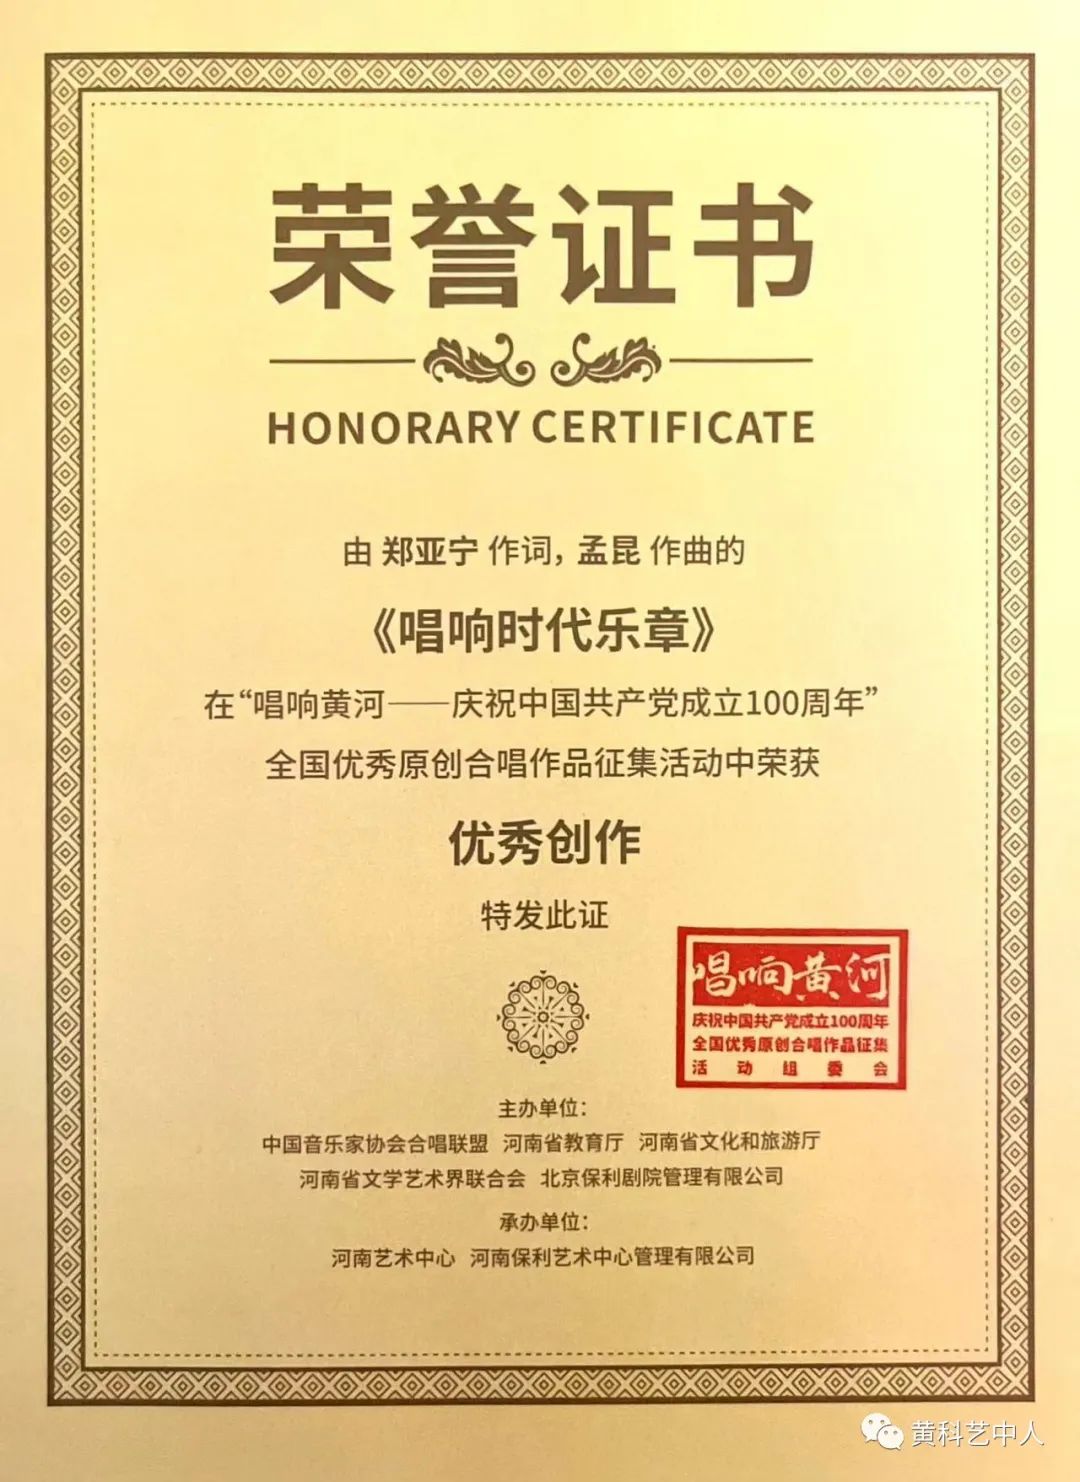 荣誉证书
HONORARY CERTIFICATE
由 郑亚宁 作词，孟昆 作曲的
《唱响时代乐章》
在“唱响黄河——庆祝中国共产党成立100周年”
全国优秀原创合唱作品征集活动中荣获
优秀创作
特发此证
唱响黄河
庆祝中国共产党成立100周年
全国优秀原创合唱作品征集
活动组委会
主办单位：
中国音乐家协会合唱联盟 河南省教育厅 河南省文化和旅游厅
河南省文学艺术界联合会 北京保利剧院管理有限公司
承办单位：
河南艺术中心 河南保利艺术中心管理有限公司
黄科艺中人